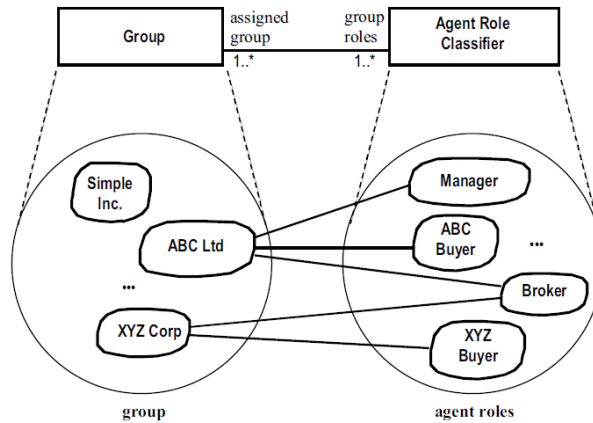 Group
assigned
group
1..*
group
roles
1..*
Agent Role
Classifier
Simple
Inc.
ABC Ltd
...
XYZ Corp
Manager
ABC
Buyer
...
Broker
XYZ
Buyer
group
agent roles